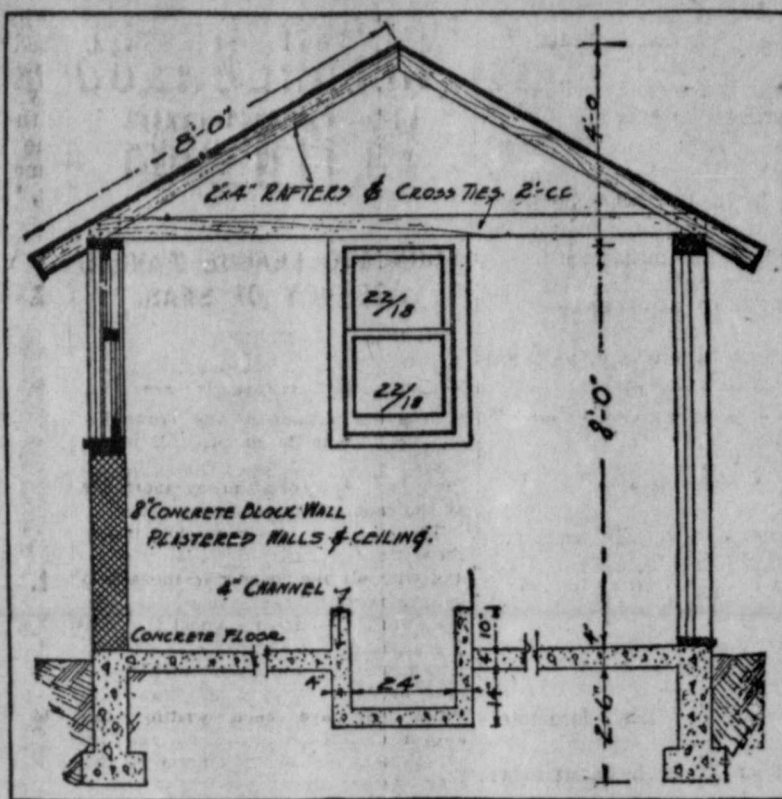 8'-0"
4'-0
2"x4" RAFTERS & CROSS TIES 2'-CC
22/18
22/18
8'-0"
8" CONCRETE BLOCK WALL
PLASTERED WALLS & CEILING.
4" CHANNEL
CONCRETE FLOOR
10"
4"
4"
4"
24"
14"
2'-6"